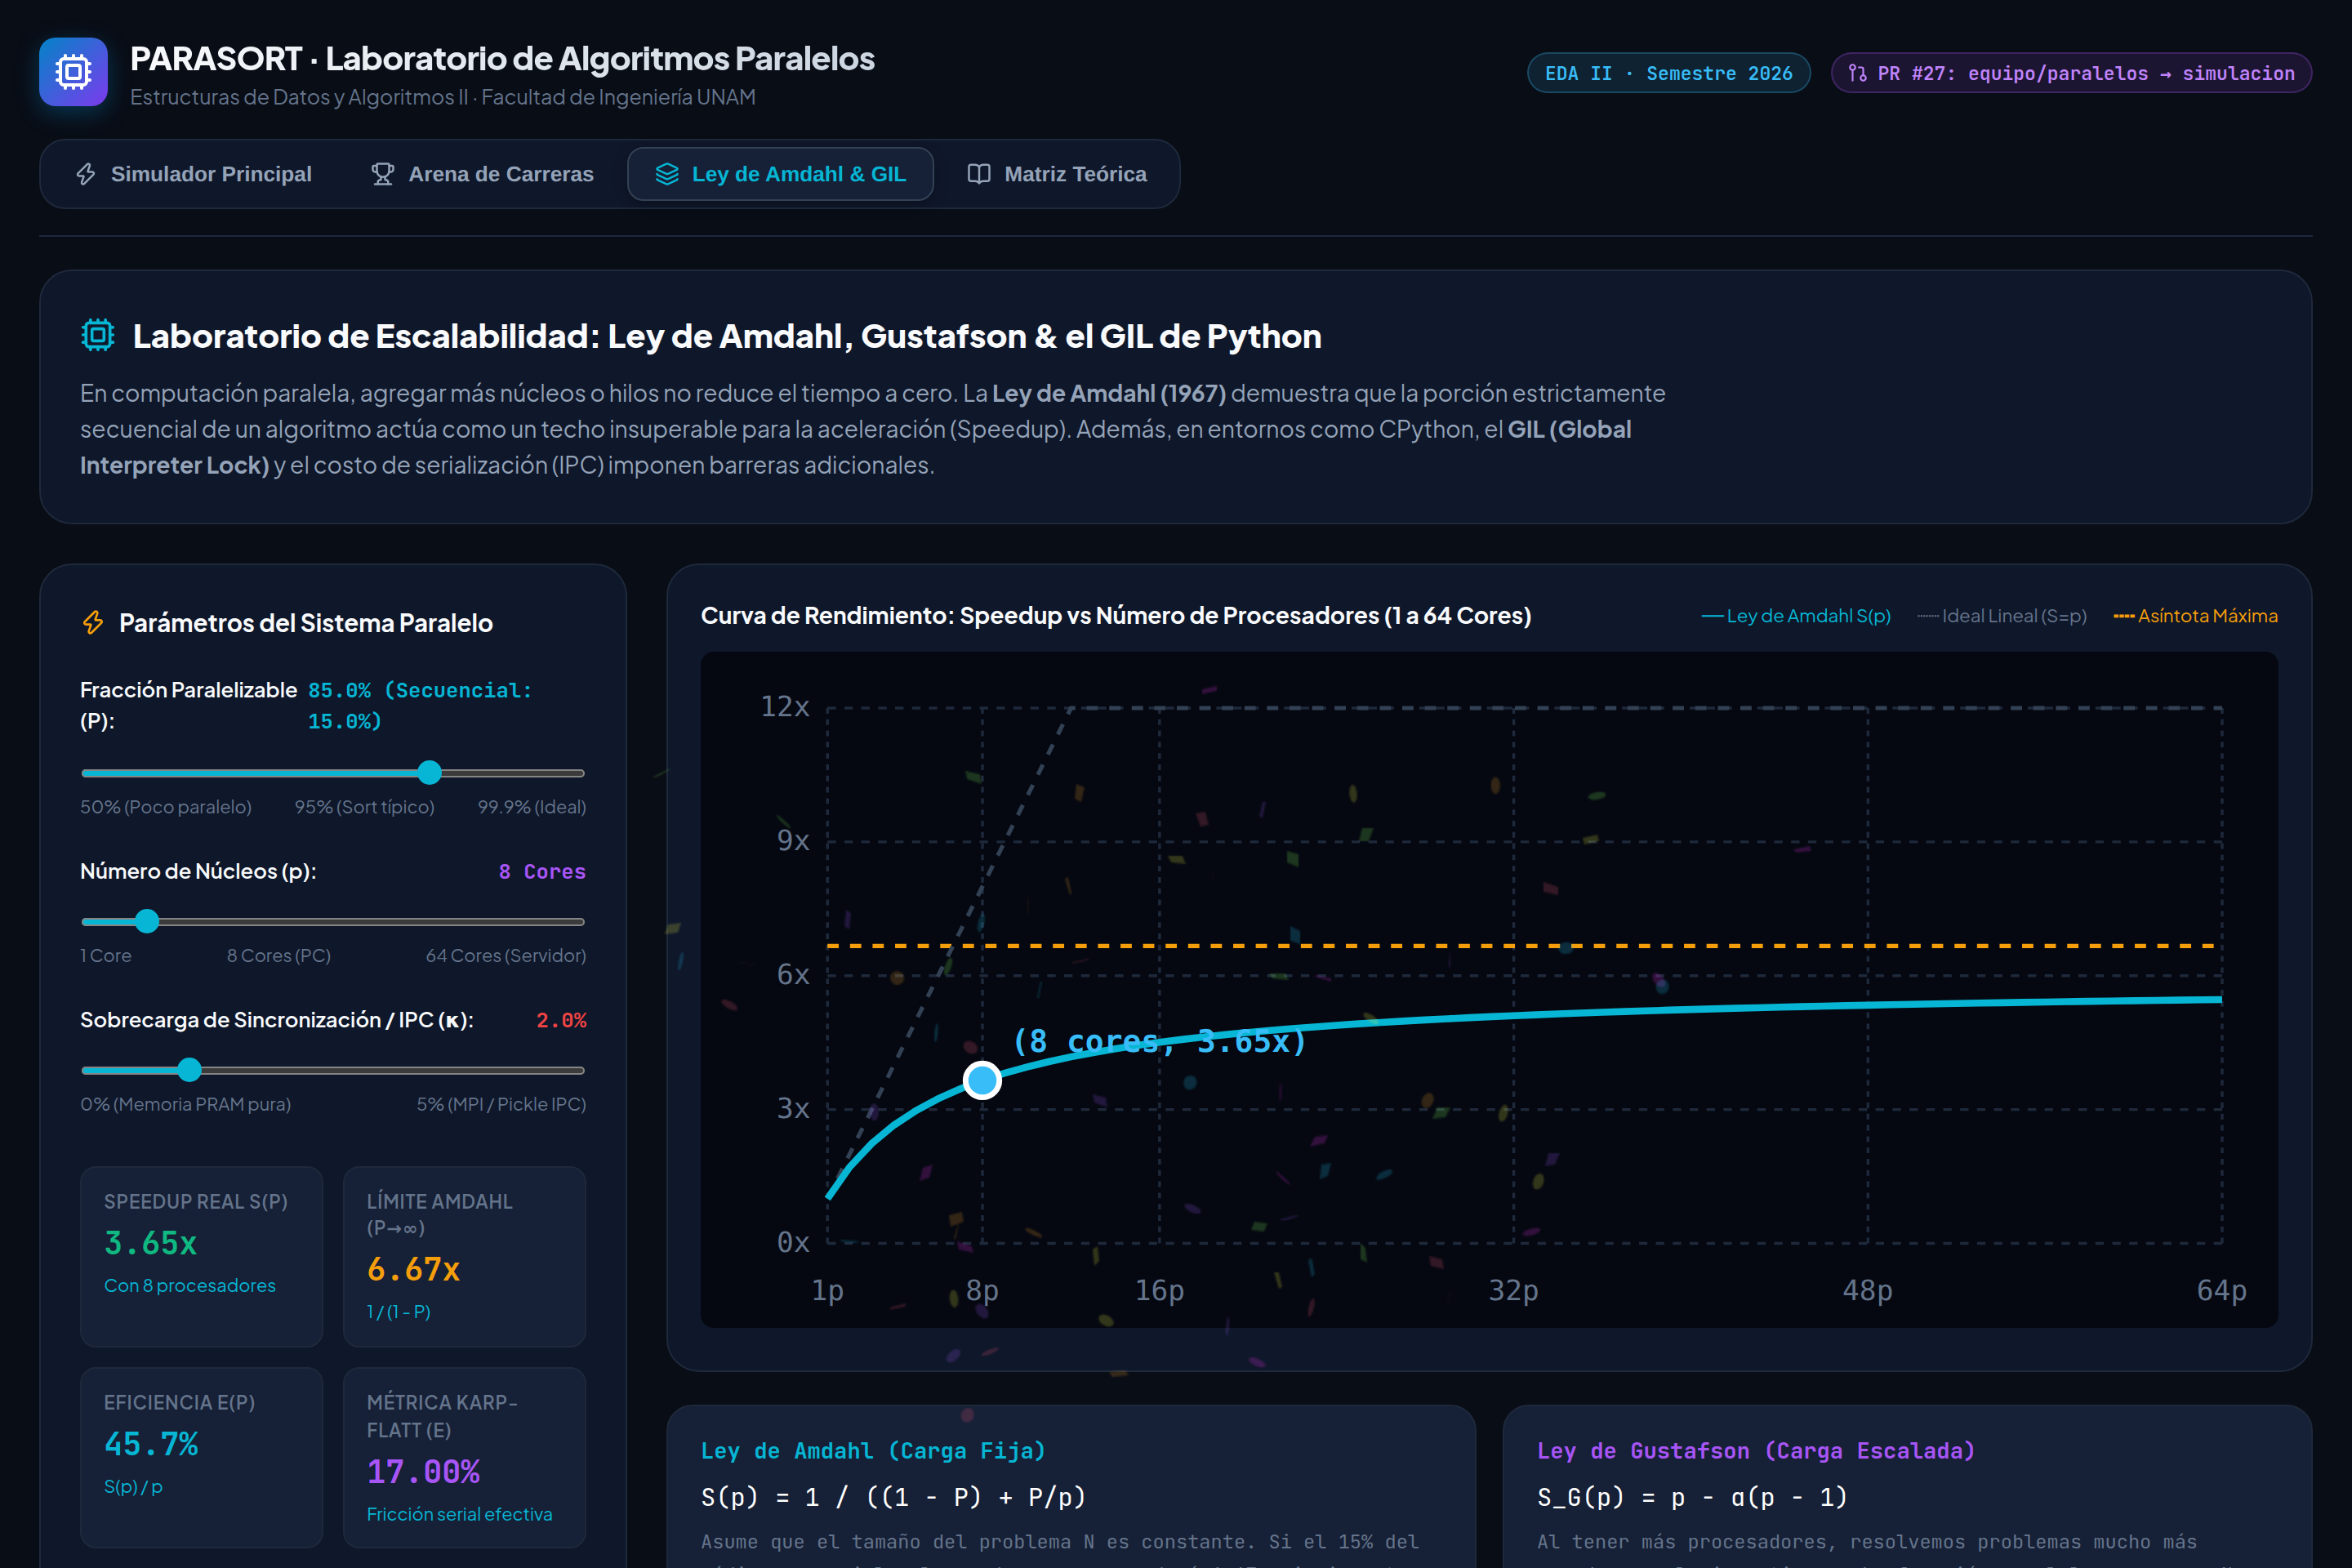 PARASORT · Laboratorio de Algoritmos Paralelos
Estructuras de Datos y Algoritmos II · Facultad de Ingeniería UNAM
EDA II · Semestre 2026
PR #27: equipo/paralelos → simulacion
Simulador Principal
Arena de Carreras
Ley de Amdahl & GIL
Matriz Teórica
Laboratorio de Escalabilidad: Ley de Amdahl, Gustafson & el GIL de Python
En computación paralela, agregar más núcleos o hilos no reduce el tiempo a cero. La Ley de Amdahl (1967) demuestra que la porción estrictamente
secuencial de un algoritmo actúa como un techo insuperable para la aceleración (Speedup). Además, en entornos como CPython, el GIL (Global
Interpreter Lock) y el costo de serialización (IPC) imponen barreras adicionales.
Parámetros del Sistema Paralelo
Fracción Paralelizable
(P):
85.0% (Secuencial:
15.0%)
50% (Poco paralelo)
95% (Sort típico)
99.9% (Ideal)
Número de Núcleos (p):
8 Cores
1 Core
8 Cores (PC)
64 Cores (Servidor)
Sobrecarga de Sincronización / IPC (κ):
2.0%
0% (Memoria PRAM pura)
5% (MPI / Pickle IPC)
SPEEDUP REAL S(P)
3.65x
Con 8 procesadores
LÍMITE AMDAHL
(P→∞)
6.67x
1 / (1 - P)
EFICIENCIA E(P)
45.7%
S(p) / p
MÉTRICA KARP-
FLATT (E)
17.00%
Fricción serial efectiva
Curva de Rendimiento: Speedup vs Número de Procesadores (1 a 64 Cores)
Ley de Amdahl S(p)
Ideal Lineal (S=p)
Asíntota Máxima
12x
9x
6x
3x
0x
(8 cores, 3.65x)
1p
8p
16p
32p
48p
64p
Ley de Amdahl (Carga Fija)
S(p) = 1 / ((1 - P) + P/p)
Asume que el tamaño del problema N es constante. Si el 15% del
Ley de Gustafson (Carga Escalada)
S_G(p) = p - α(p - 1)
Al tener más procesadores, resolvemos problemas mucho más